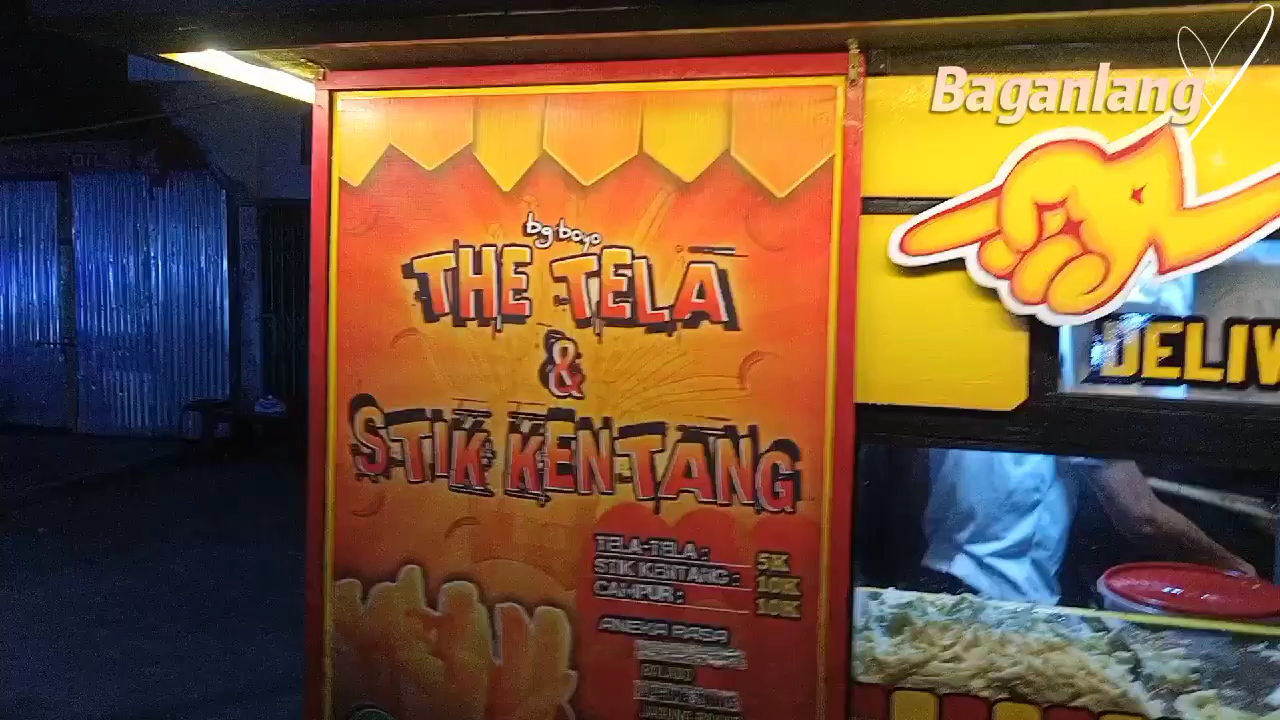 Baganlang
bg boyo
THE TELA
&
STIK KENTANG
DELIV
TELA-TELA : 5K
STIK KENTANG : 10K
CAMPUR : 10K
ANEKA RASA